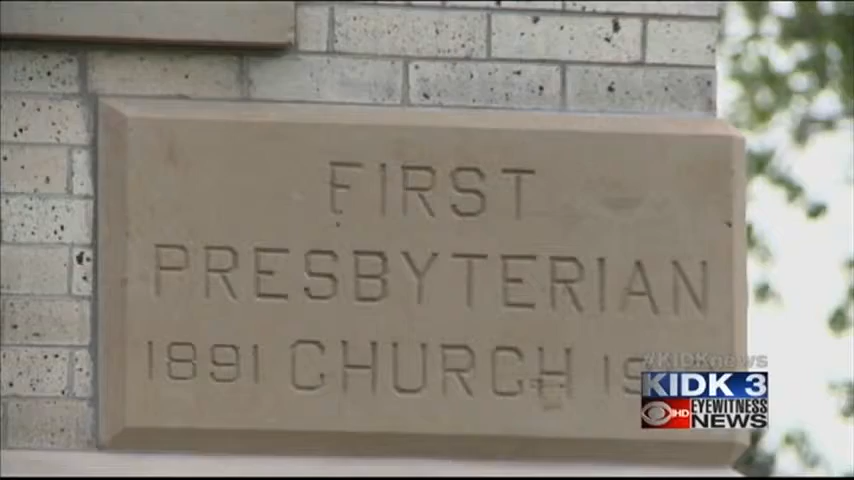 FIRST
PRESBYTERIAN
1891 CHURCH
#KIDKnews
KIDK 3
HD EYEWITNESS
NEWS